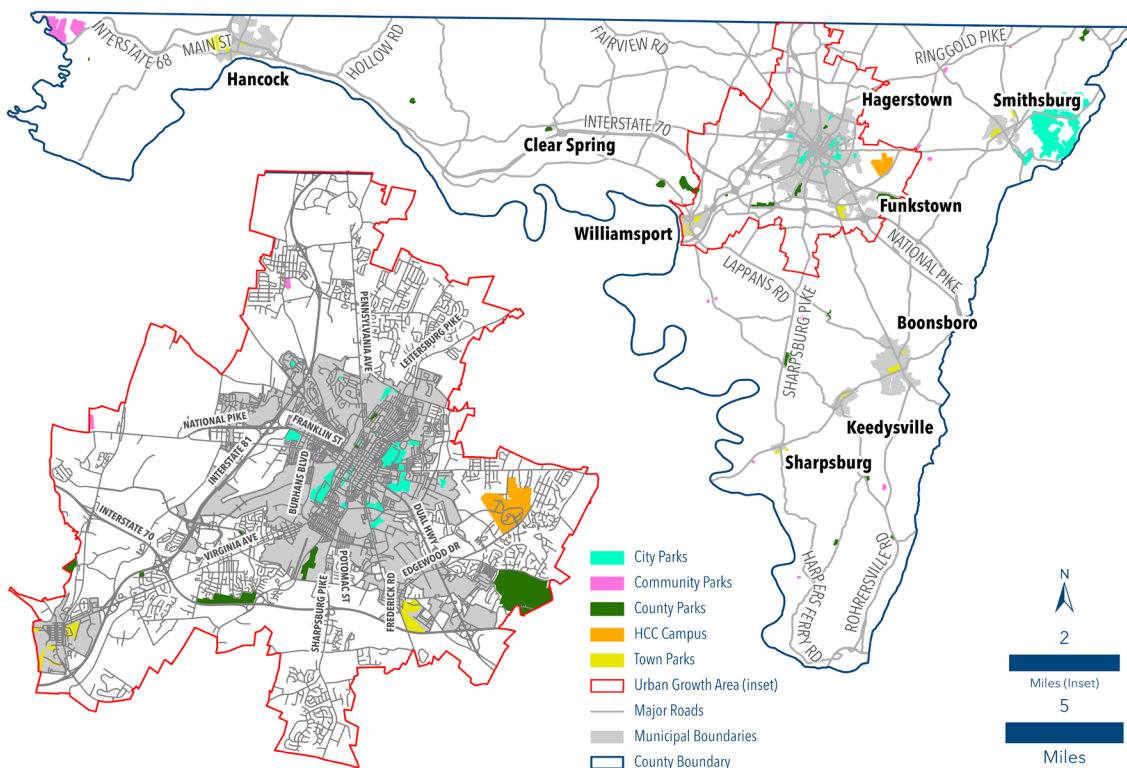 INTERSTATE 68
MAIN ST
Hancock
HOLLOW RD
FAIRVIEW RD
RINGGOLD PIKE
Hagerstown
Smithsburg
INTERSTATE 70
Clear Spring
Funkstown
Williamsport
NATIONAL PIKE
LAPPANS RD
SHARPSBURG PIKE
Boonsboro
Keedysville
Sharpsburg
HARPERS FERRY RD
ROHRERSVILLE RD
PENNSYLVANIA AVE
LEITERSBURG PIKE
NATIONAL PIKE
FRANKLIN ST
INTERSTATE 81
BURHANS BLVD
INTERSTATE 70
VIRGINIA AVE
DUAL HWY
EDGEWOOD DR
SHARPSBURG PIKE
POTOMAC ST
FREDERICK RD
City Parks
Community Parks
County Parks
HCC Campus
Town Parks
Urban Growth Area (inset)
Major Roads
Municipal Boundaries
County Boundary
N
2
Miles (Inset)
5
Miles